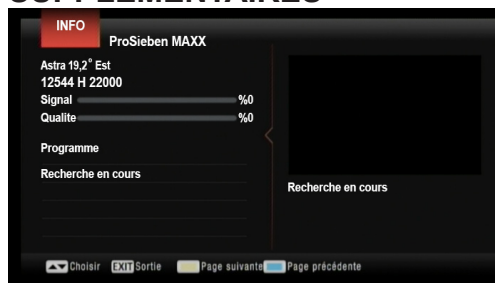 SUPPLEMENTAIRES
INFO
ProSieben MAXX
Astra 19,2° Est
12544 H 22000
Signal %0
Qualite %0
Programme
Recherche en cours
Recherche en cours
Choisir EXIT Sortie Page suivante Page précédente